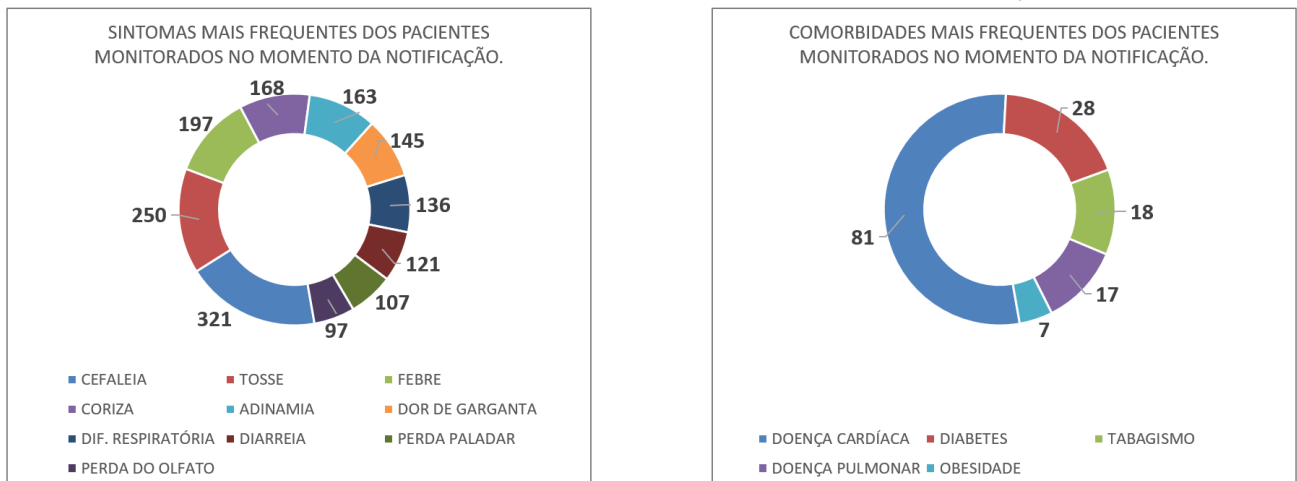 SINTOMAS MAIS FREQUENTES DOS PACIENTES
MONITORADOS NO MOMENTO DA NOTIFICAÇÃO.
168
163
197
145
250
136
121
321
107
97
CEFALEIA
TOSSE
FEBRE
CORIZA
ADINAMIA
DOR DE GARGANTA
DIF. RESPIRATÓRIA
DIARREIA
PERDA PALADAR
PERDA DO OLFATO
COMORBIDADES MAIS FREQUENTES DOS PACIENTES
MONITORADOS NO MOMENTO DA NOTIFICAÇÃO.
28
18
81
17
7
DOENÇA CARDÍACA
DIABETES
TABAGISMO
DOENÇA PULMONAR
OBESIDADE